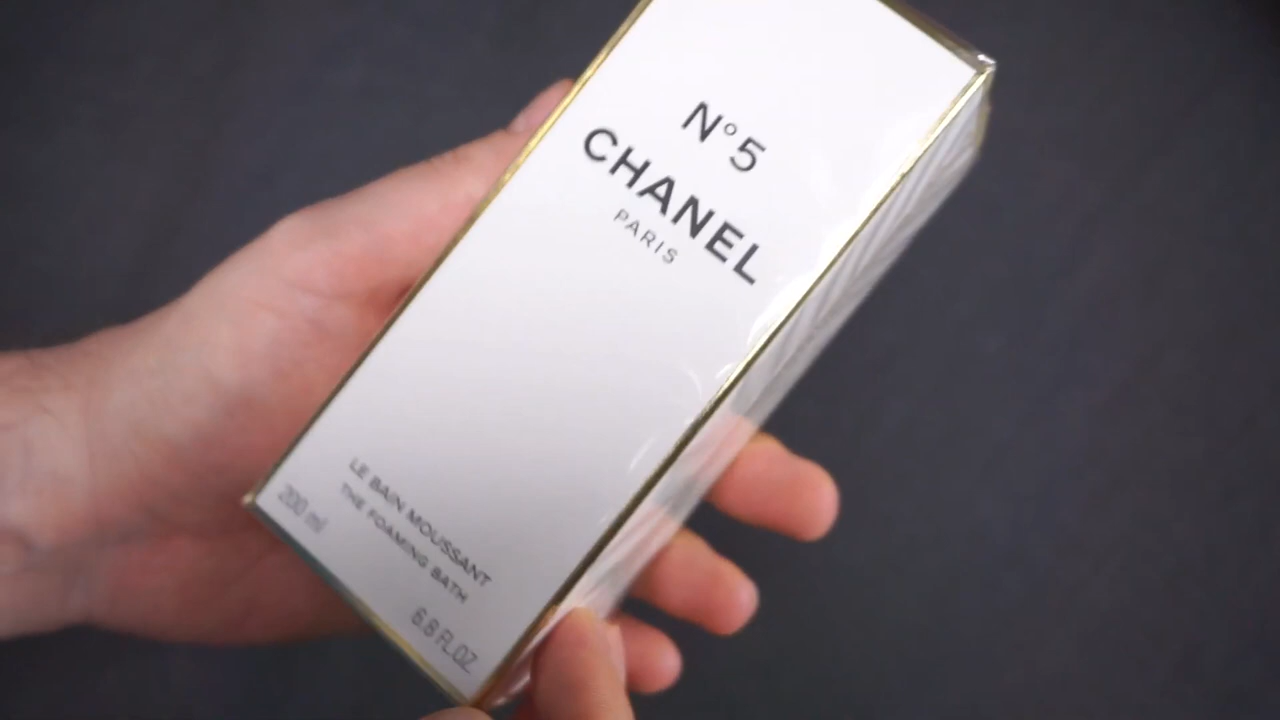 N°5
CHANEL
PARIS
LE BAIN MOUSSANT
THE FOAMING BATH
200 ml
6.8 FL.OZ.